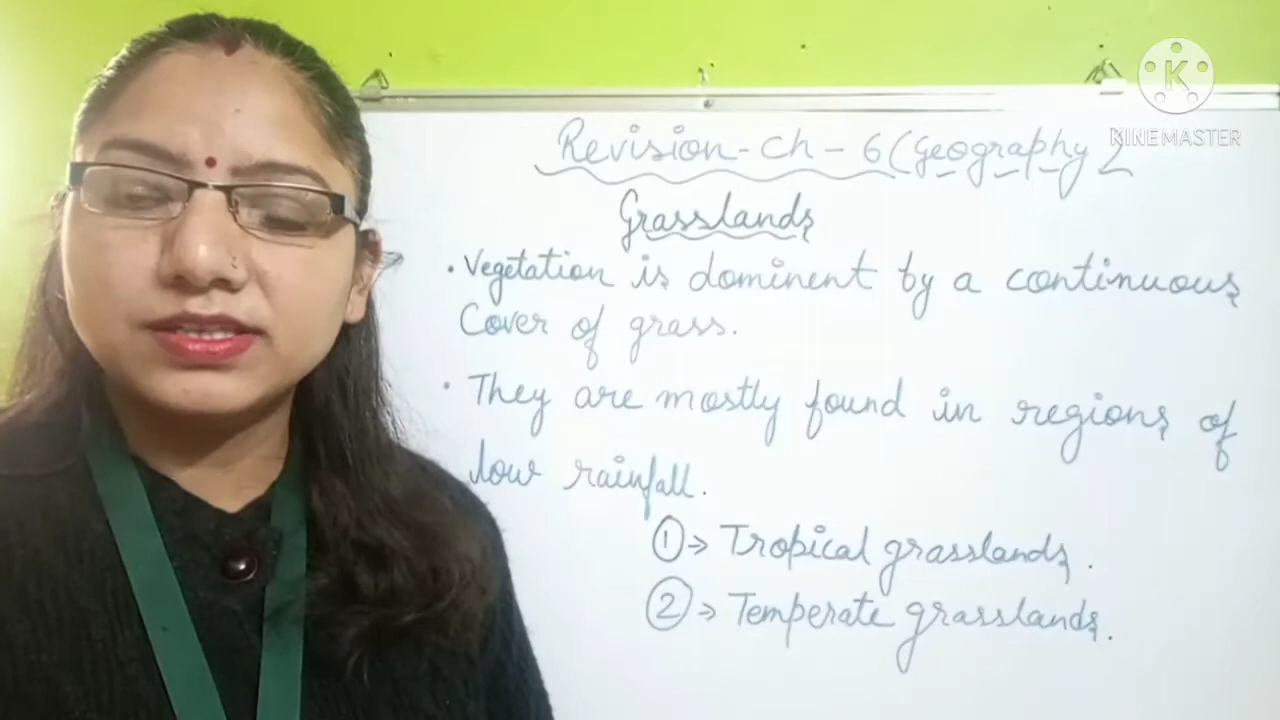 Revision - Ch - 6 (Geography)
Grasslands
• Vegetation is dominent by a continuous
Cover of grass.
• They are mostly found in regions of
low rainfall.
① => Tropical grasslands.
② => Temperate grasslands.
K
KINEMASTER